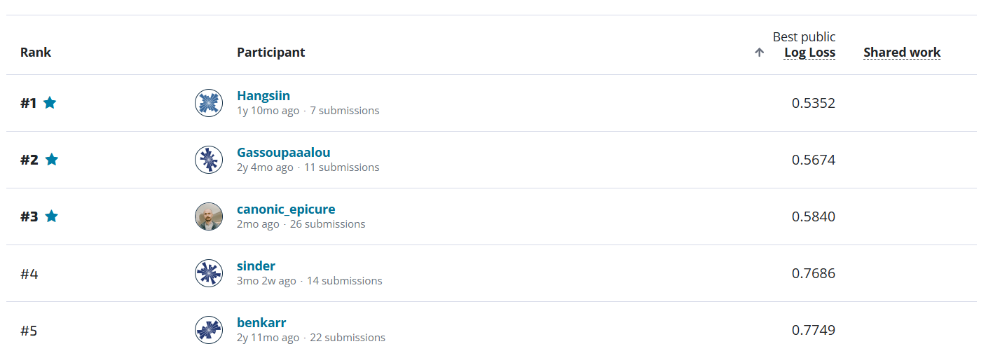 Best public
Rank Participant Log Loss Shared work
#1 Hangsiin 0.5352
1y 10mo ago · 7 submissions
#2 Gassoupaaalou 0.5674
2y 4mo ago · 11 submissions
#3 canonic_epicure 0.5840
2mo ago · 26 submissions
#4 sinder 0.7686
3mo 2w ago · 14 submissions
#5 benkarr 0.7749
2y 11mo ago · 22 submissions